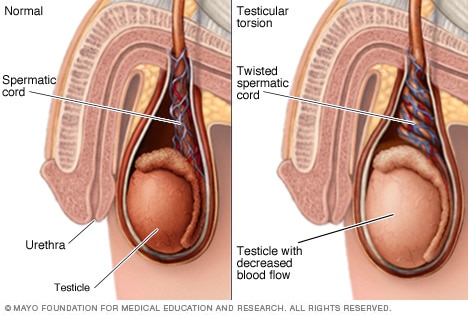 Normal
Spermatic
cord
Urethra
Testicle
Testicular
torsion
Twisted
spermatic
cord
Testicle with
decreased
blood flow
© MAYO FOUNDATION FOR MEDICAL EDUCATION AND RESEARCH. ALL RIGHTS RESERVED.